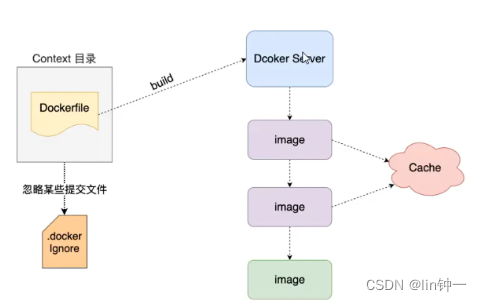 Context 目录
Dockerfile
build
Dcoker Server
image
image
image
Cache
忽略某些提交文件
.docker
Ignore
CSDN @lin钟一